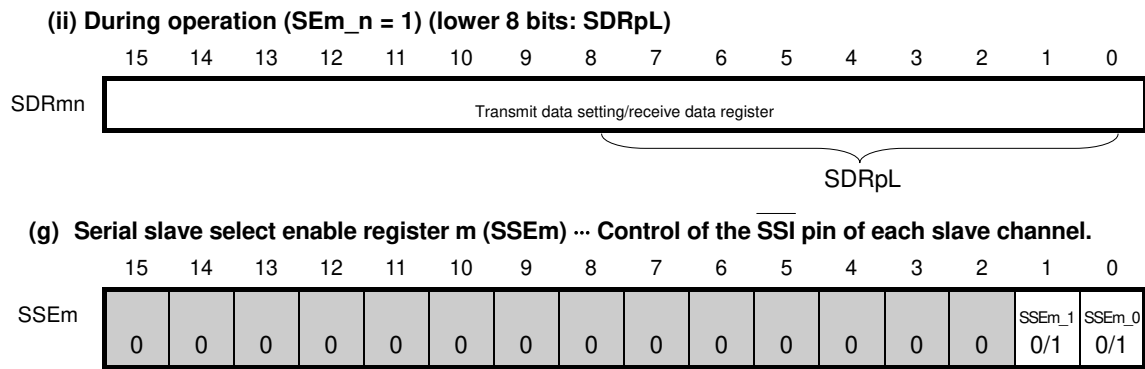 (ii) During operation (SEm_n = 1) (lower 8 bits: SDRpL)
15 14 13 12 11 10 9 8 7 6 5 4 3 2 1 0
SDRmn Transmit data setting/receive data register
SDRpL
(g) Serial slave select enable register m (SSEm) ··· Control of the S̅S̅I̅ pin of each slave channel.
15 14 13 12 11 10 9 8 7 6 5 4 3 2 1 0
SSEm SSEm_1 SSEm_0
0 0 0 0 0 0 0 0 0 0 0 0 0 0 0/1 0/1